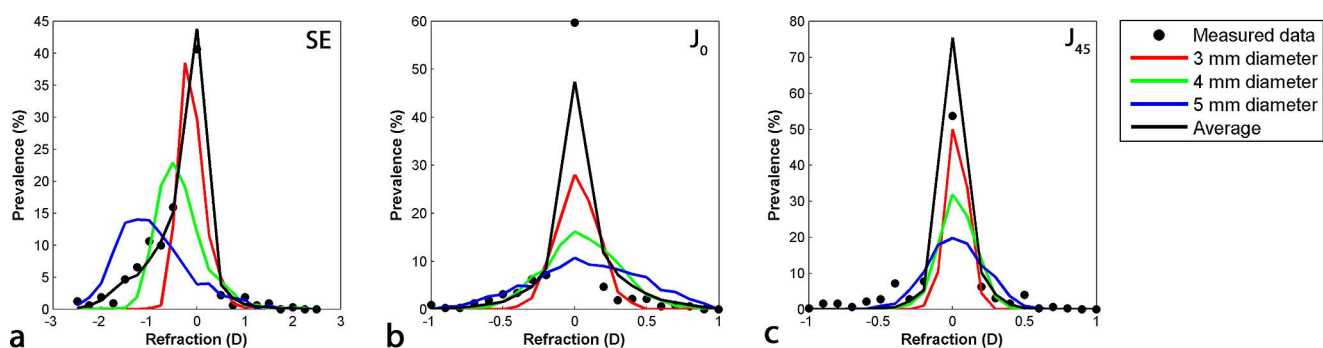 SE
45
40
35
30
25
20
15
10
5
0
Prevalence (%)
-3 -2 -1 0 1 2 3
Refraction (D)
a
J0
60
50
40
30
20
10
0
Prevalence (%)
-1 -0.5 0 0.5 1
Refraction (D)
b
J45
80
70
60
50
40
30
20
10
0
Prevalence (%)
-1 -0.5 0 0.5 1
Refraction (D)
c
Measured data
3 mm diameter
4 mm diameter
5 mm diameter
Average